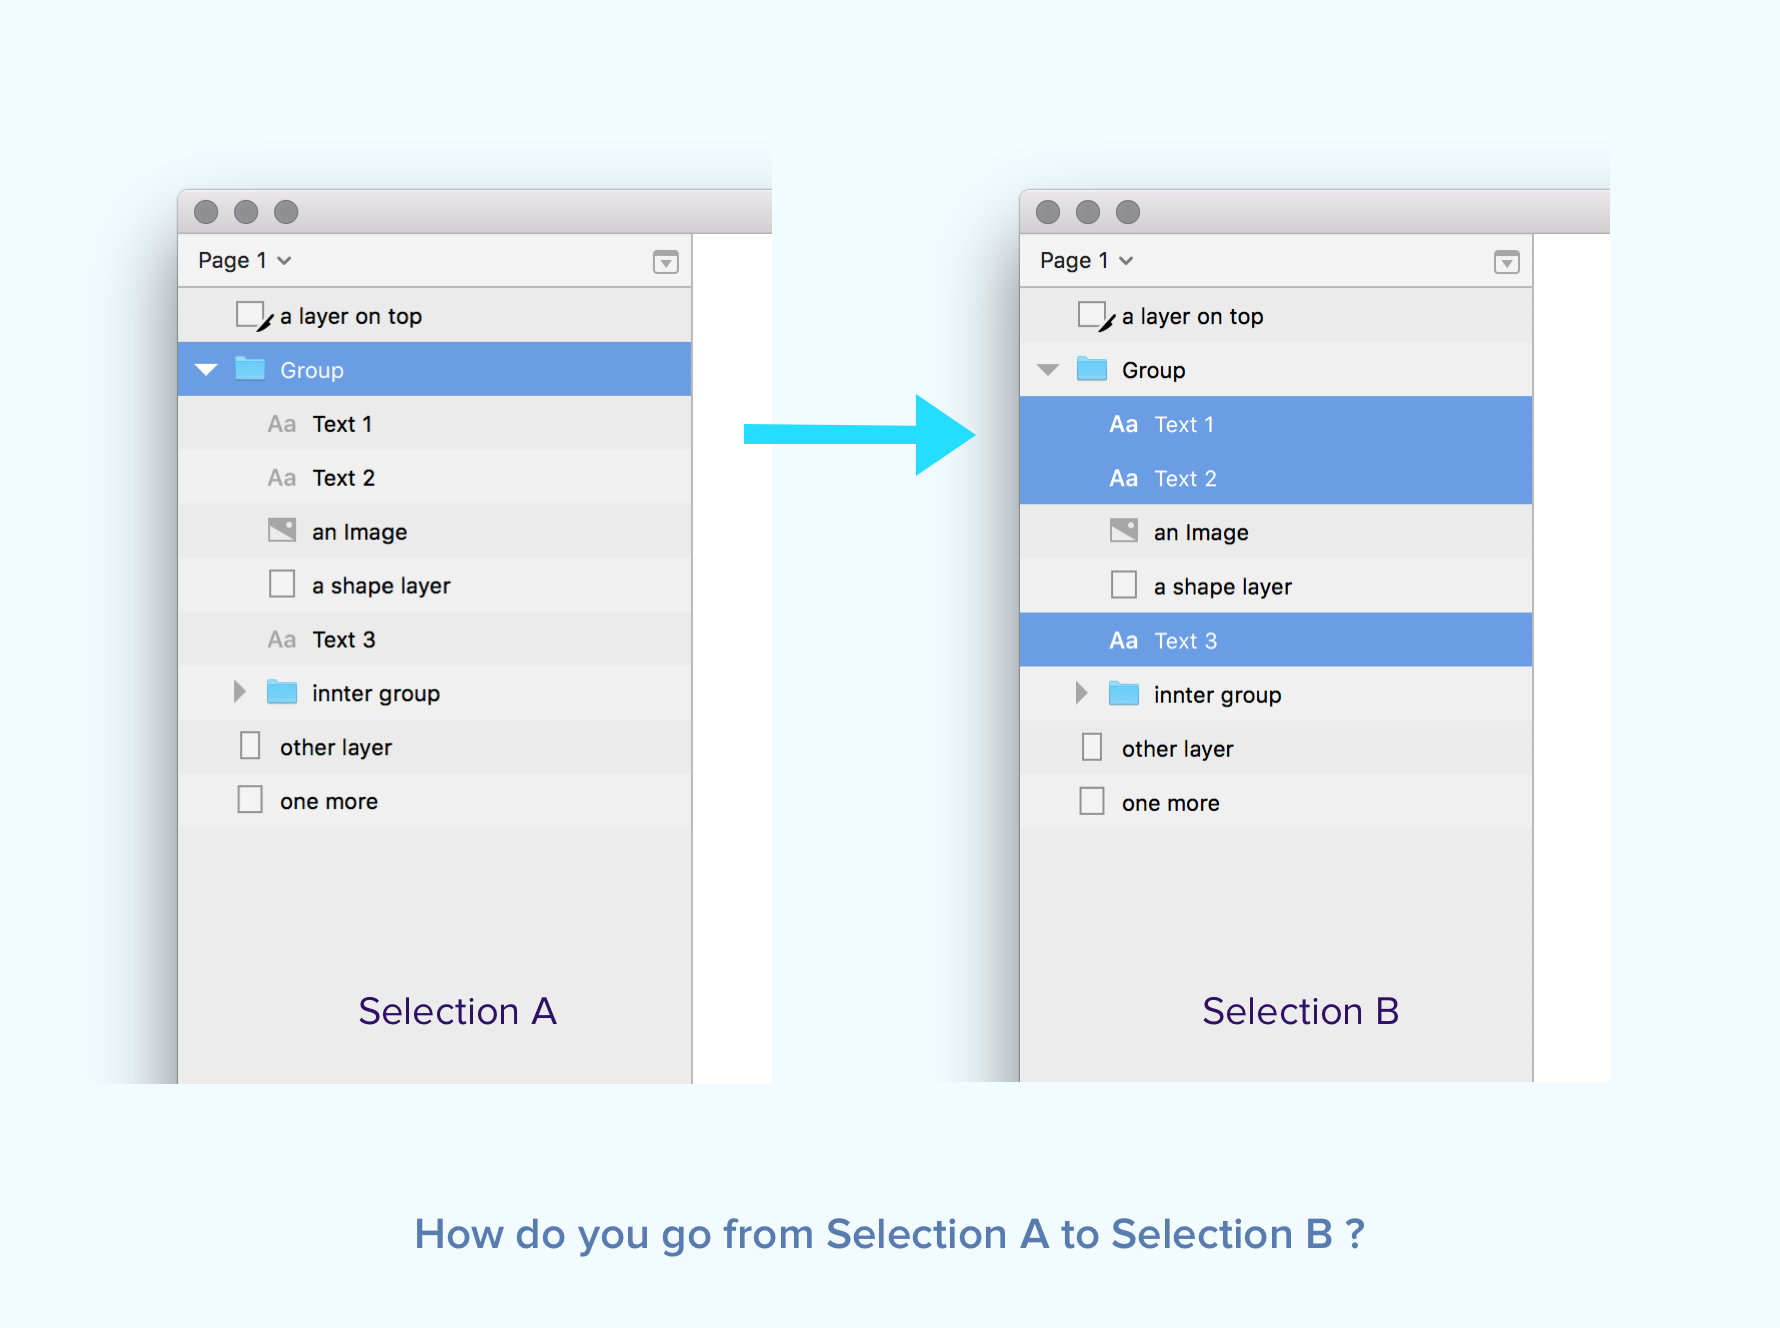 Page 1
a layer on top
Group
Aa Text 1
Aa Text 2
an Image
a shape layer
Aa Text 3
innter group
other layer
one more
Selection A
Page 1
a layer on top
Group
Aa Text 1
Aa Text 2
an Image
a shape layer
Aa Text 3
innter group
other layer
one more
Selection B
How do you go from Selection A to Selection B ?